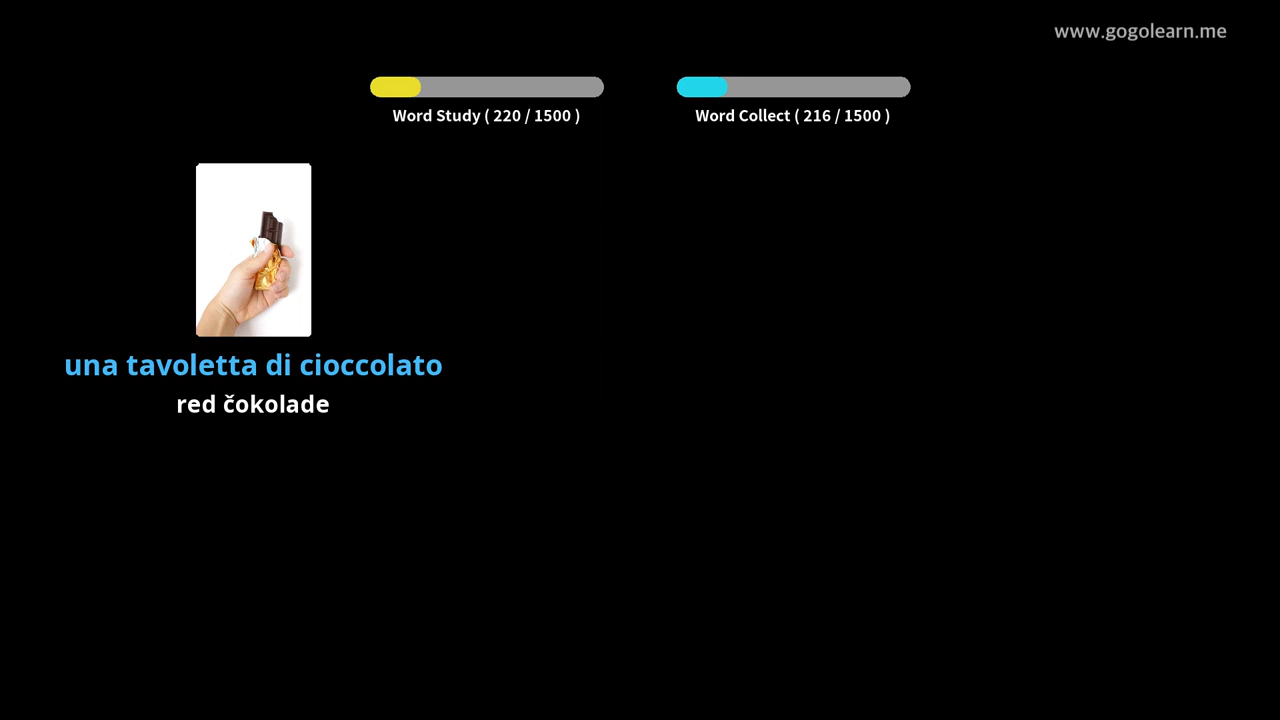 www.gogolearn.me
Word Study ( 220 / 1500 )
Word Collect ( 216 / 1500 )
una tavoletta di cioccolato
red čokolade